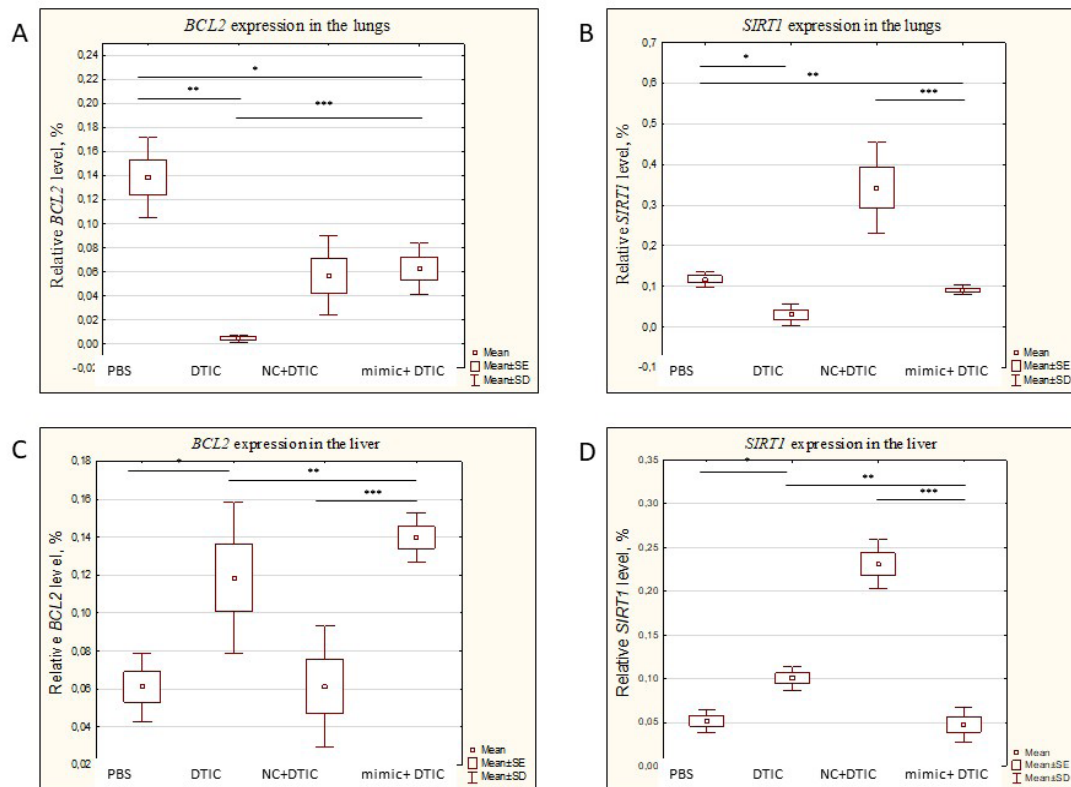 A
BCL2 expression in the lungs
0,24
0,22
0,20
0,18
0,16
0,14
0,12
0,10
0,08
0,06
0,04
0,02
0,00
-0,02
Relative BCL2 level, %
*
**
***
PBS DTIC NC+DTIC mimic+ DTIC
Mean
Mean±SE
Mean±SD
B
SIRT1 expression in the lungs
0,7
0,6
0,5
0,4
0,3
0,2
0,1
0,0
-0,1
Relative SIRT1 level, %
*
**
***
PBS DTIC NC+DTIC mimic+ DTIC
Mean
Mean±SE
Mean±SD
C
BCL2 expression in the liver
0,18
0,16
0,14
0,12
0,10
0,08
0,06
0,04
0,02
Relative BCL2 level, %
*
**
***
PBS DTIC NC+DTIC mimic+ DTIC
Mean
Mean±SE
Mean±SD
D
SIRT1 expression in the liver
0,35
0,30
0,25
0,20
0,15
0,10
0,05
0,00
Relative SIRT1 level, %
*
**
***
PBS DTIC NC+DTIC mimic+ DTIC
Mean
Mean±SE
Mean±SD